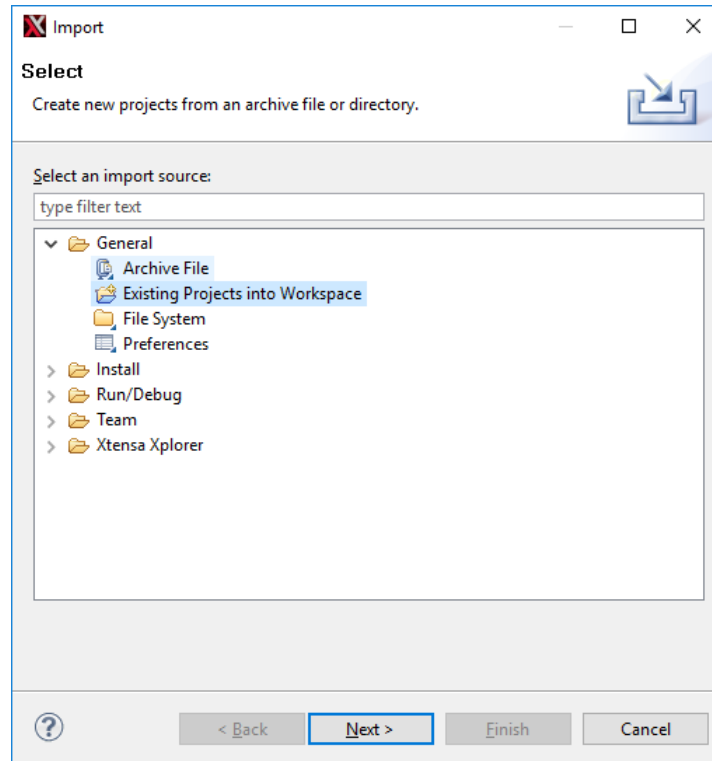 Import
Select
Create new projects from an archive file or directory.
Select an import source:
type filter text
General
Archive File
Existing Projects into Workspace
File System
Preferences
Install
Run/Debug
Team
Xtensa Xplorer
? < Back Next > Finish Cancel